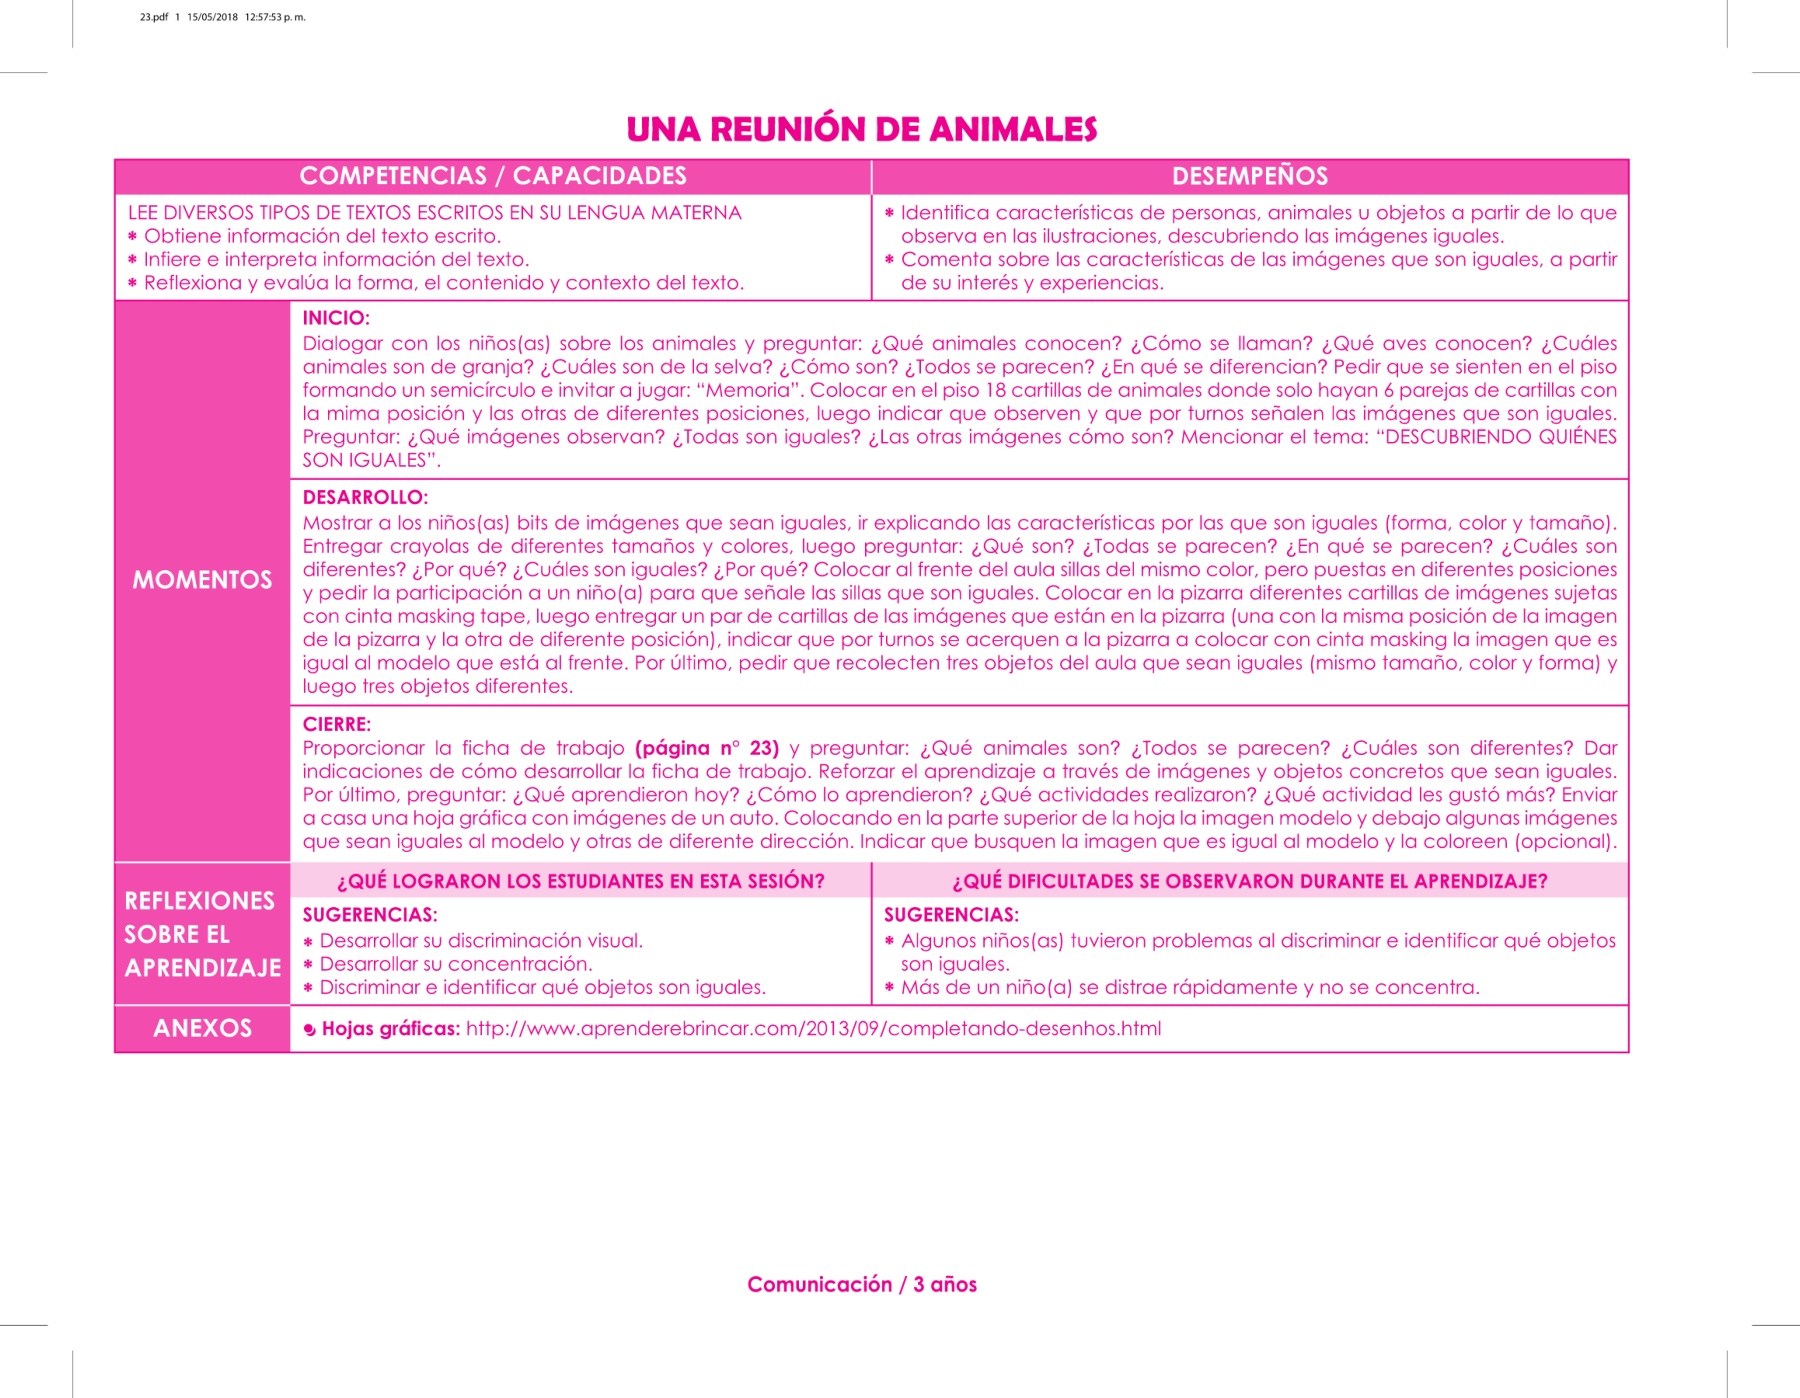 23.pdf 1 15/05/2018 12:57:53 p. m.
UNA REUNIÓN DE ANIMALES
COMPETENCIAS / CAPACIDADES
DESEMPEÑOS
LEE DIVERSOS TIPOS DE TEXTOS ESCRITOS EN SU LENGUA MATERNA
* Obtiene información del texto escrito.
* Infiere e interpreta información del texto.
* Reflexiona y evalúa la forma, el contenido y contexto del texto.
* Identifica características de personas, animales u objetos a partir de lo que
observa en las ilustraciones, descubriendo las imágenes iguales.
* Comenta sobre las características de las imágenes que son iguales, a partir
de su interés y experiencias.
MOMENTOS
INICIO:
Dialogar con los niños(as) sobre los animales y preguntar: ¿Qué animales conocen? ¿Cómo se llaman? ¿Qué aves conocen? ¿Cuáles
animales son de granja? ¿Cuáles son de la selva? ¿Cómo son? ¿Todos se parecen? ¿En qué se diferencian? Pedir que se sienten en el piso
formando un semicírculo e invitar a jugar: “Memoria”. Colocar en el piso 18 cartillas de animales donde solo hayan 6 parejas de cartillas con
la mima posición y las otras de diferentes posiciones, luego indicar que observen y que por turnos señalen las imágenes que son iguales.
Preguntar: ¿Qué imágenes observan? ¿Todas son iguales? ¿Las otras imágenes cómo son? Mencionar el tema: “DESCUBRIENDO QUIÉNES
SON IGUALES”.
DESARROLLO:
Mostrar a los niños(as) bits de imágenes que sean iguales, ir explicando las características por las que son iguales (forma, color y tamaño).
Entregar crayolas de diferentes tamaños y colores, luego preguntar: ¿Qué son? ¿Todas se parecen? ¿En qué se parecen? ¿Cuáles son
diferentes? ¿Por qué? ¿Cuáles son iguales? ¿Por qué? Colocar al frente del aula sillas del mismo color, pero puestas en diferentes posiciones
y pedir la participación a un niño(a) para que señale las sillas que son iguales. Colocar en la pizarra diferentes cartillas de imágenes sujetas
con cinta masking tape, luego entregar un par de cartillas de las imágenes que están en la pizarra (una con la misma posición de la imagen
de la pizarra y la otra de diferente posición), indicar que por turnos se acerquen a la pizarra a colocar con cinta masking la imagen que es
igual al modelo que está al frente. Por último, pedir que recolecten tres objetos del aula que sean iguales (mismo tamaño, color y forma) y
luego tres objetos diferentes.
CIERRE:
Proporcionar la ficha de trabajo (página n° 23) y preguntar: ¿Qué animales son? ¿Todos se parecen? ¿Cuáles son diferentes? Dar
indicaciones de cómo desarrollar la ficha de trabajo. Reforzar el aprendizaje a través de imágenes y objetos concretos que sean iguales.
Por último, preguntar: ¿Qué aprendieron hoy? ¿Cómo lo aprendieron? ¿Qué actividades realizaron? ¿Qué actividad les gustó más? Enviar
a casa una hoja gráfica con imágenes de un auto. Colocando en la parte superior de la hoja la imagen modelo y debajo algunas imágenes
que sean iguales al modelo y otras de diferente dirección. Indicar que busquen la imagen que es igual al modelo y la coloreen (opcional).
REFLEXIONES
SOBRE EL
APRENDIZAJE
¿QUÉ LOGRARON LOS ESTUDIANTES EN ESTA SESIÓN?
SUGERENCIAS:
* Desarrollar su discriminación visual.
* Desarrollar su concentración.
* Discriminar e identificar qué objetos son iguales.
¿QUÉ DIFICULTADES SE OBSERVARON DURANTE EL APRENDIZAJE?
SUGERENCIAS:
* Algunos niños(as) tuvieron problemas al discriminar e identificar qué objetos
son iguales.
* Más de un niño(a) se distrae rápidamente y no se concentra.
ANEXOS
Hojas gráficas: http://www.aprenderebrincar.com/2013/09/completando-desenhos.html
Comunicación / 3 años